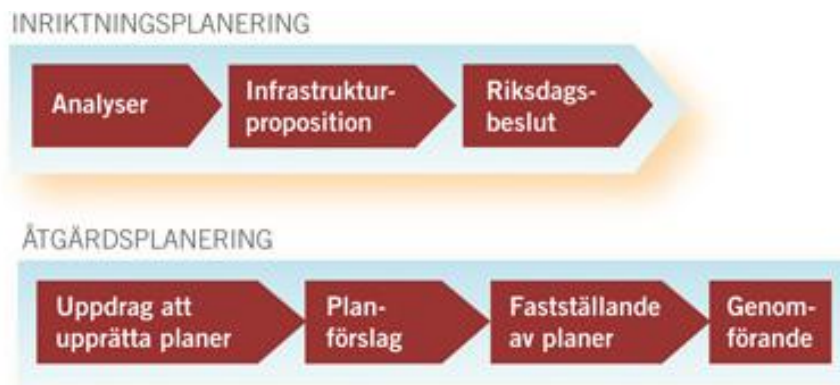 INRIKTNINGSPLANERING
Analyser
Infrastruktur-
proposition
Riksdags-
beslut
ÅTGÄRDSPLANERING
Uppdrag att
upprätta planer
Plan-
förslag
Fastställande
av planer
Genom-
förande